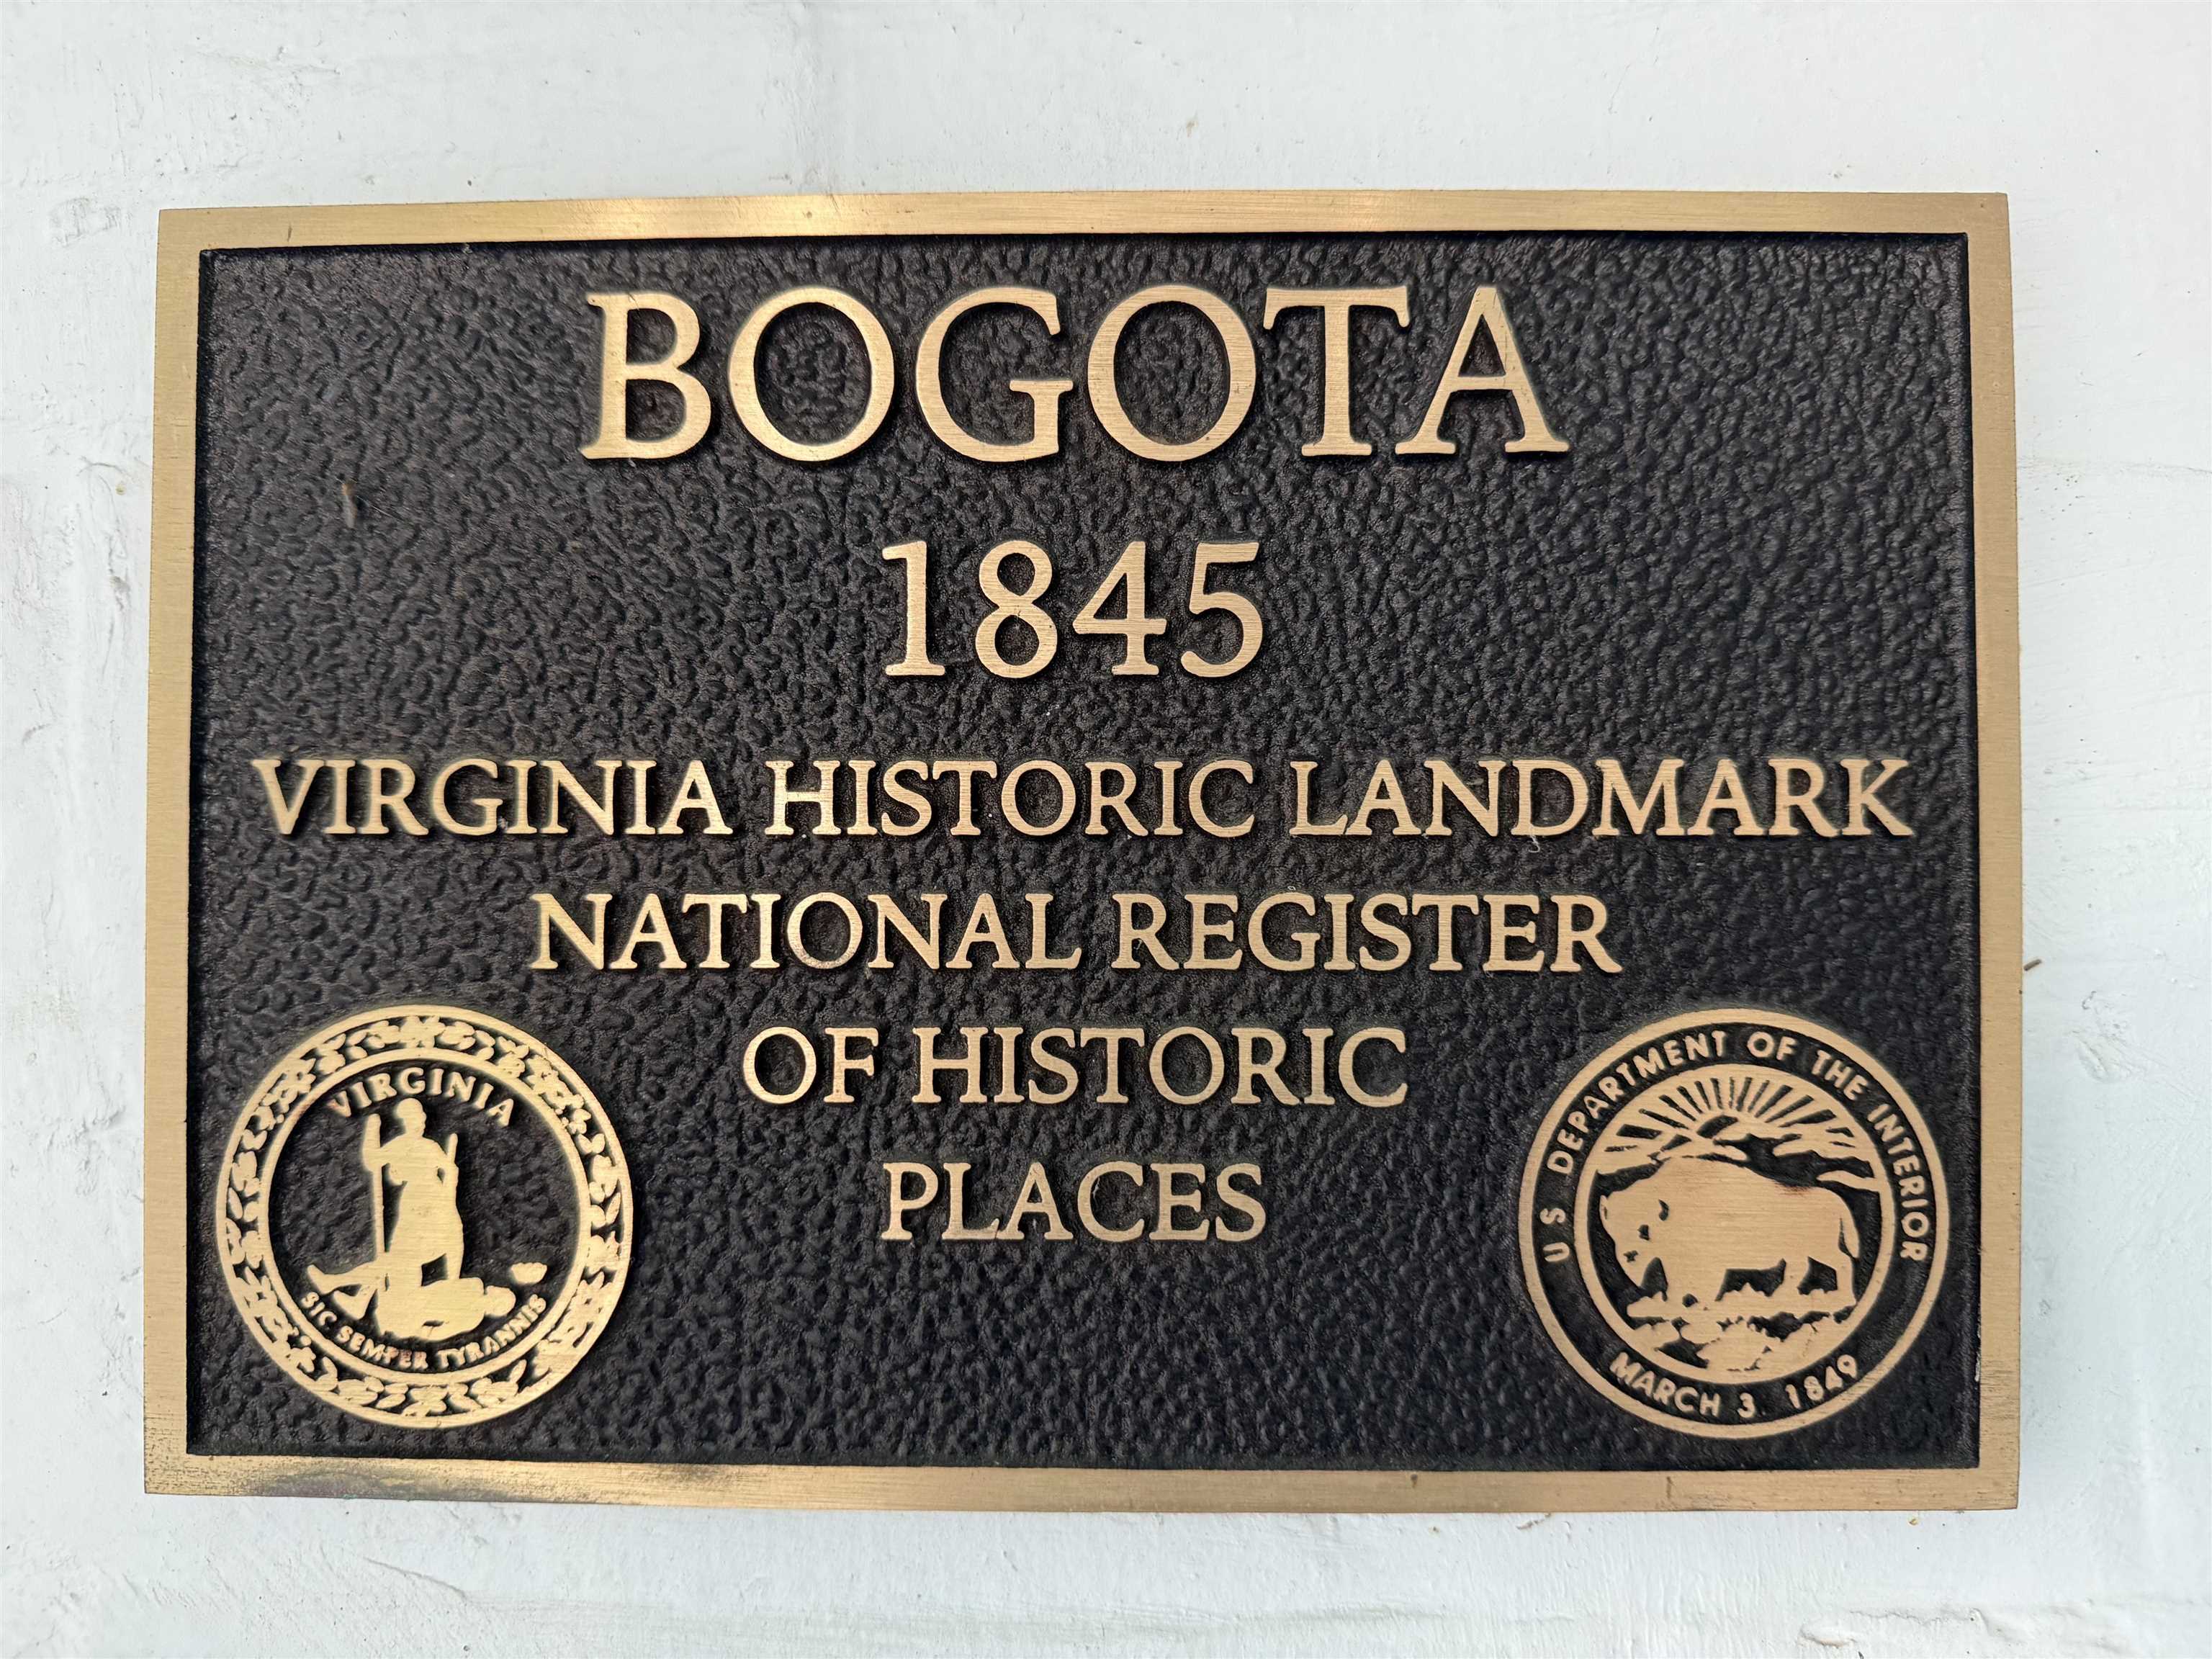 BOGOTA
1845
VIRGINIA HISTORIC LANDMARK
NATIONAL REGISTER
OF HISTORIC
PLACES
VIRGINIA
SIC SEMPER TYRANNIS
U S DEPARTMENT OF THE INTERIOR
MARCH 3. 1849